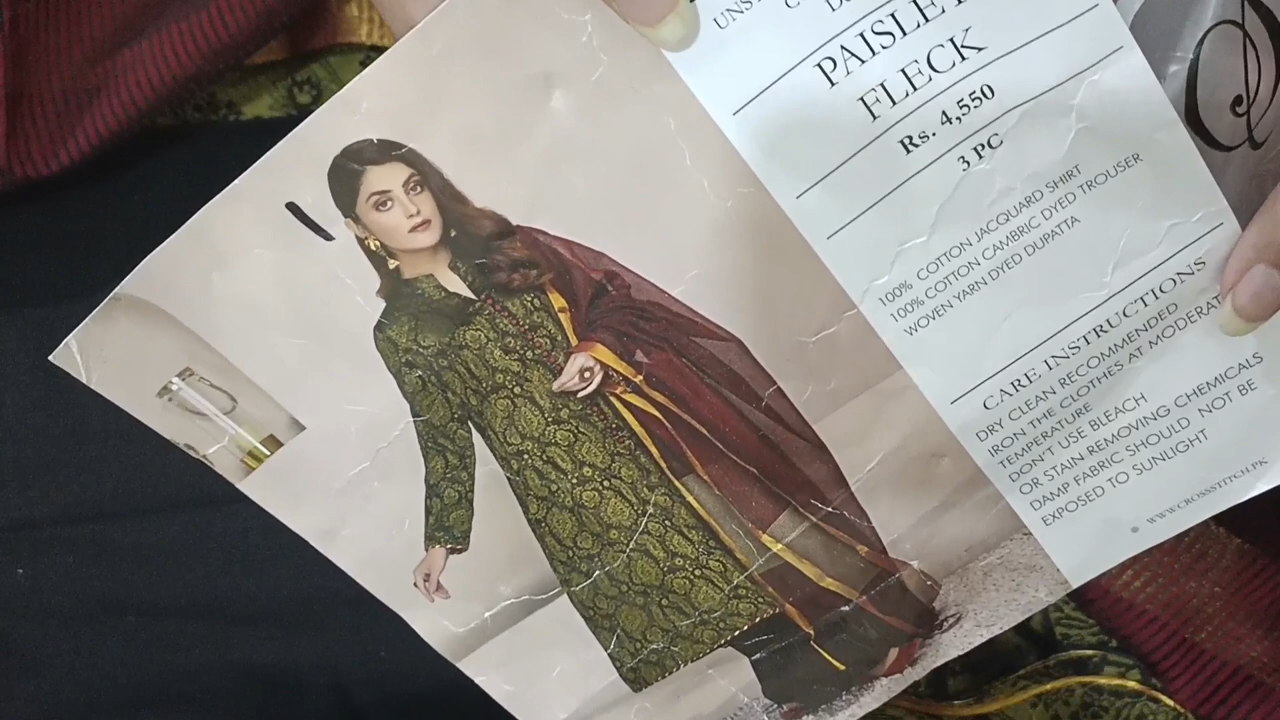 PAISLEY
FLECK
Rs. 4,550
3 PC
100% COTTON JACQUARD SHIRT
100% COTTON CAMBRIC DYED TROUSER
WOVEN YARN DYED DUPATTA
CARE INSTRUCTIONS
DRY CLEAN RECOMMENDED
IRON THE CLOTHES AT MODERAT
TEMPERATURE
DON'T USE BLEACH
OR STAIN REMOVING CHEMICALS
DAMP FABRIC SHOULD NOT BE
EXPOSED TO SUNLIGHT
WWW.CROSSSTITCH.PK